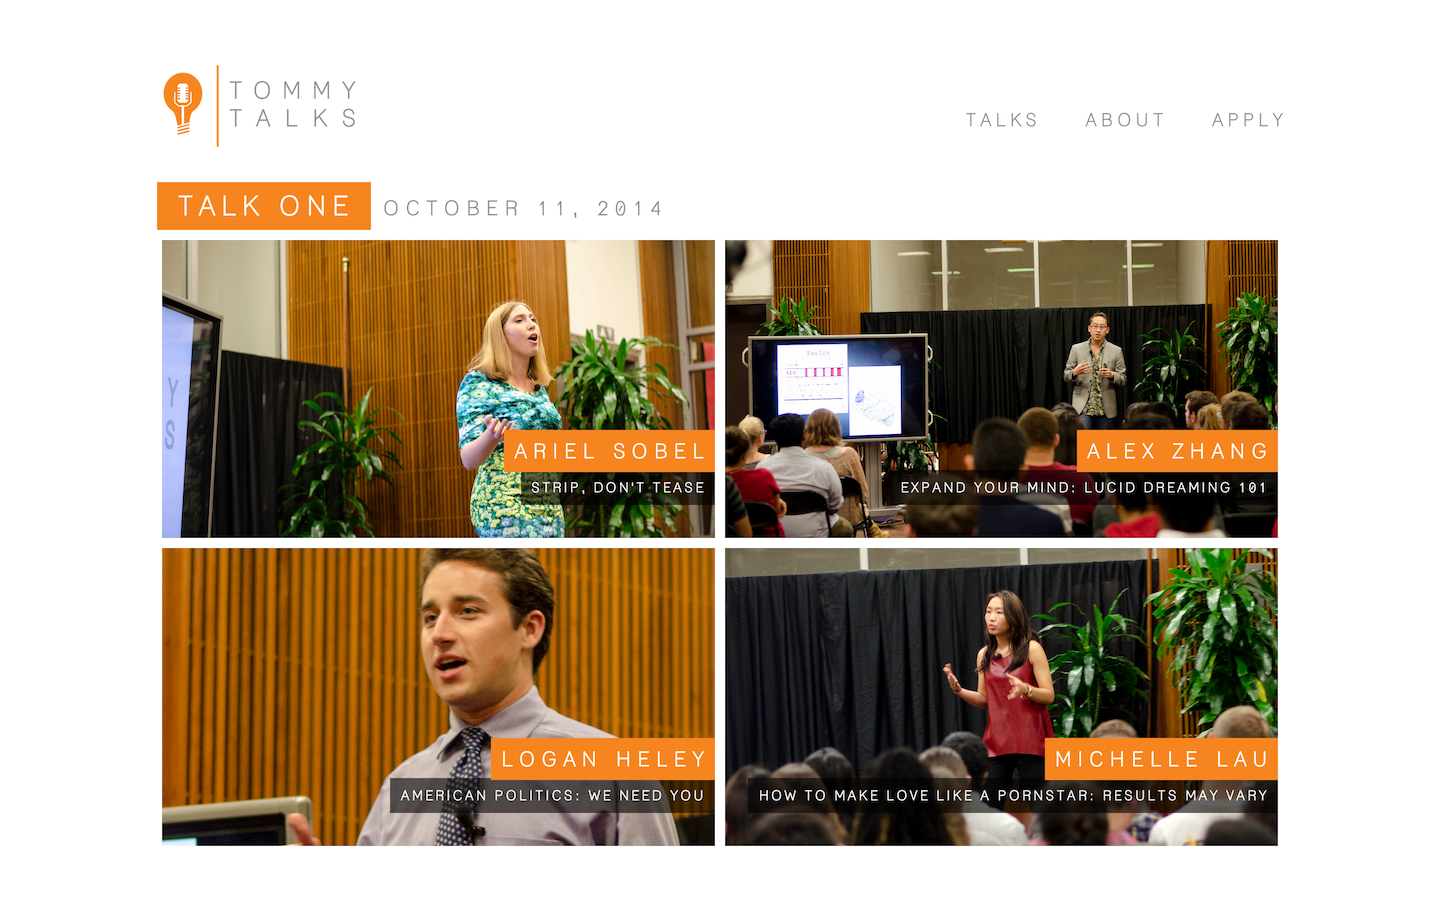 TOMMY
TALKS
TALKS ABOUT APPLY
TALK ONE OCTOBER 11, 2014
Y
S
ARIEL SOBEL
STRIP, DON'T TEASE
ALEX ZHANG
EXPAND YOUR MIND: LUCID DREAMING 101
LOGAN HELEY
AMERICAN POLITICS: WE NEED YOU
MICHELLE LAU
HOW TO MAKE LOVE LIKE A PORNSTAR: RESULTS MAY VARY